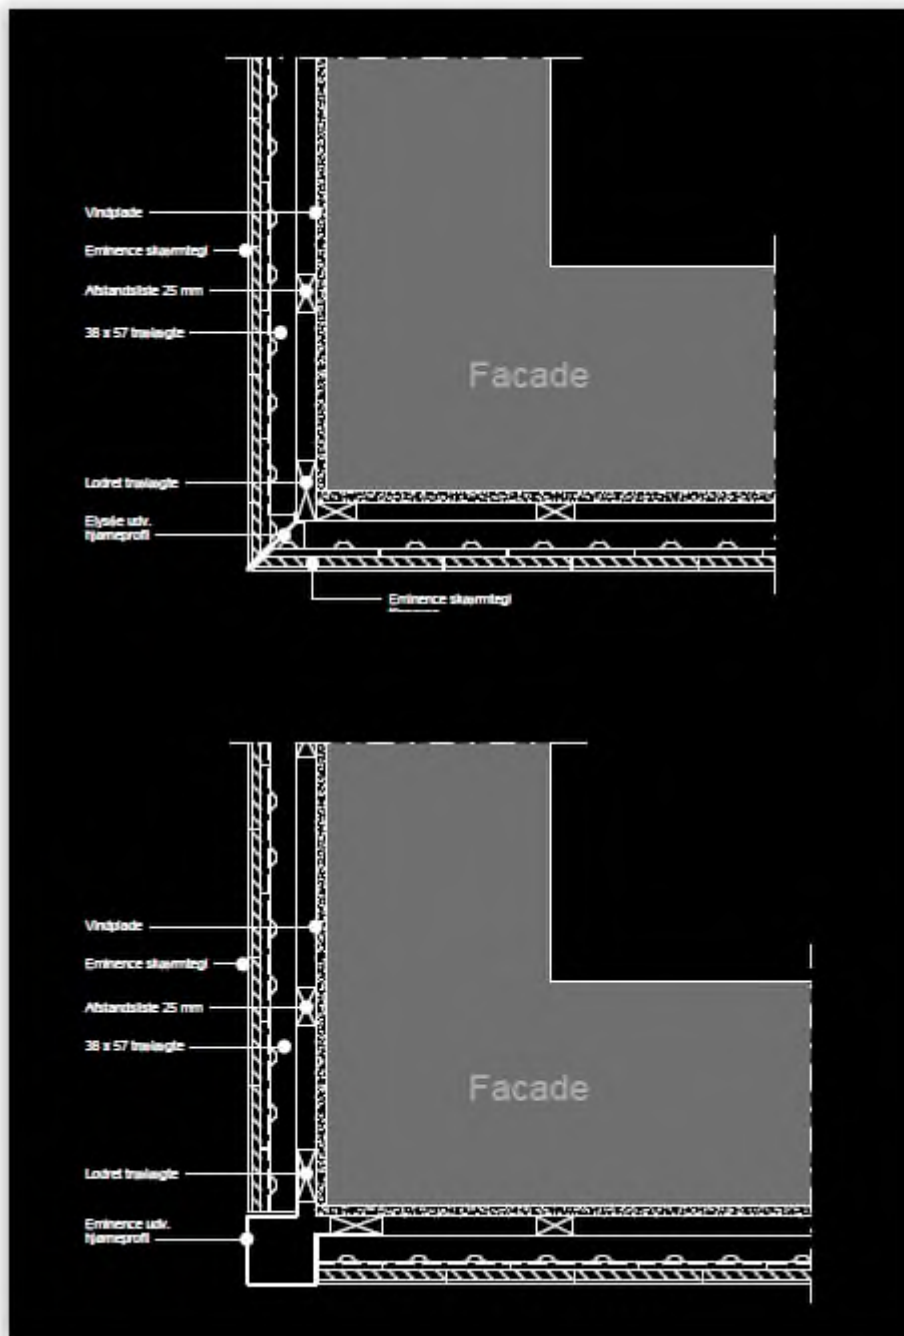 Vindplade
Eminence skærmtegl
Afstandsliste 25 mm
38 x 57 trælægte
Facade
Lodret trælægte
Elysée udv.
hjørneprofil
Eminence skærmtegl
Vindplade
Eminence skærmtegl
Afstandsliste 25 mm
38 x 57 trælægte
Facade
Lodret trælægte
Eminence udv.
hjørneprofil